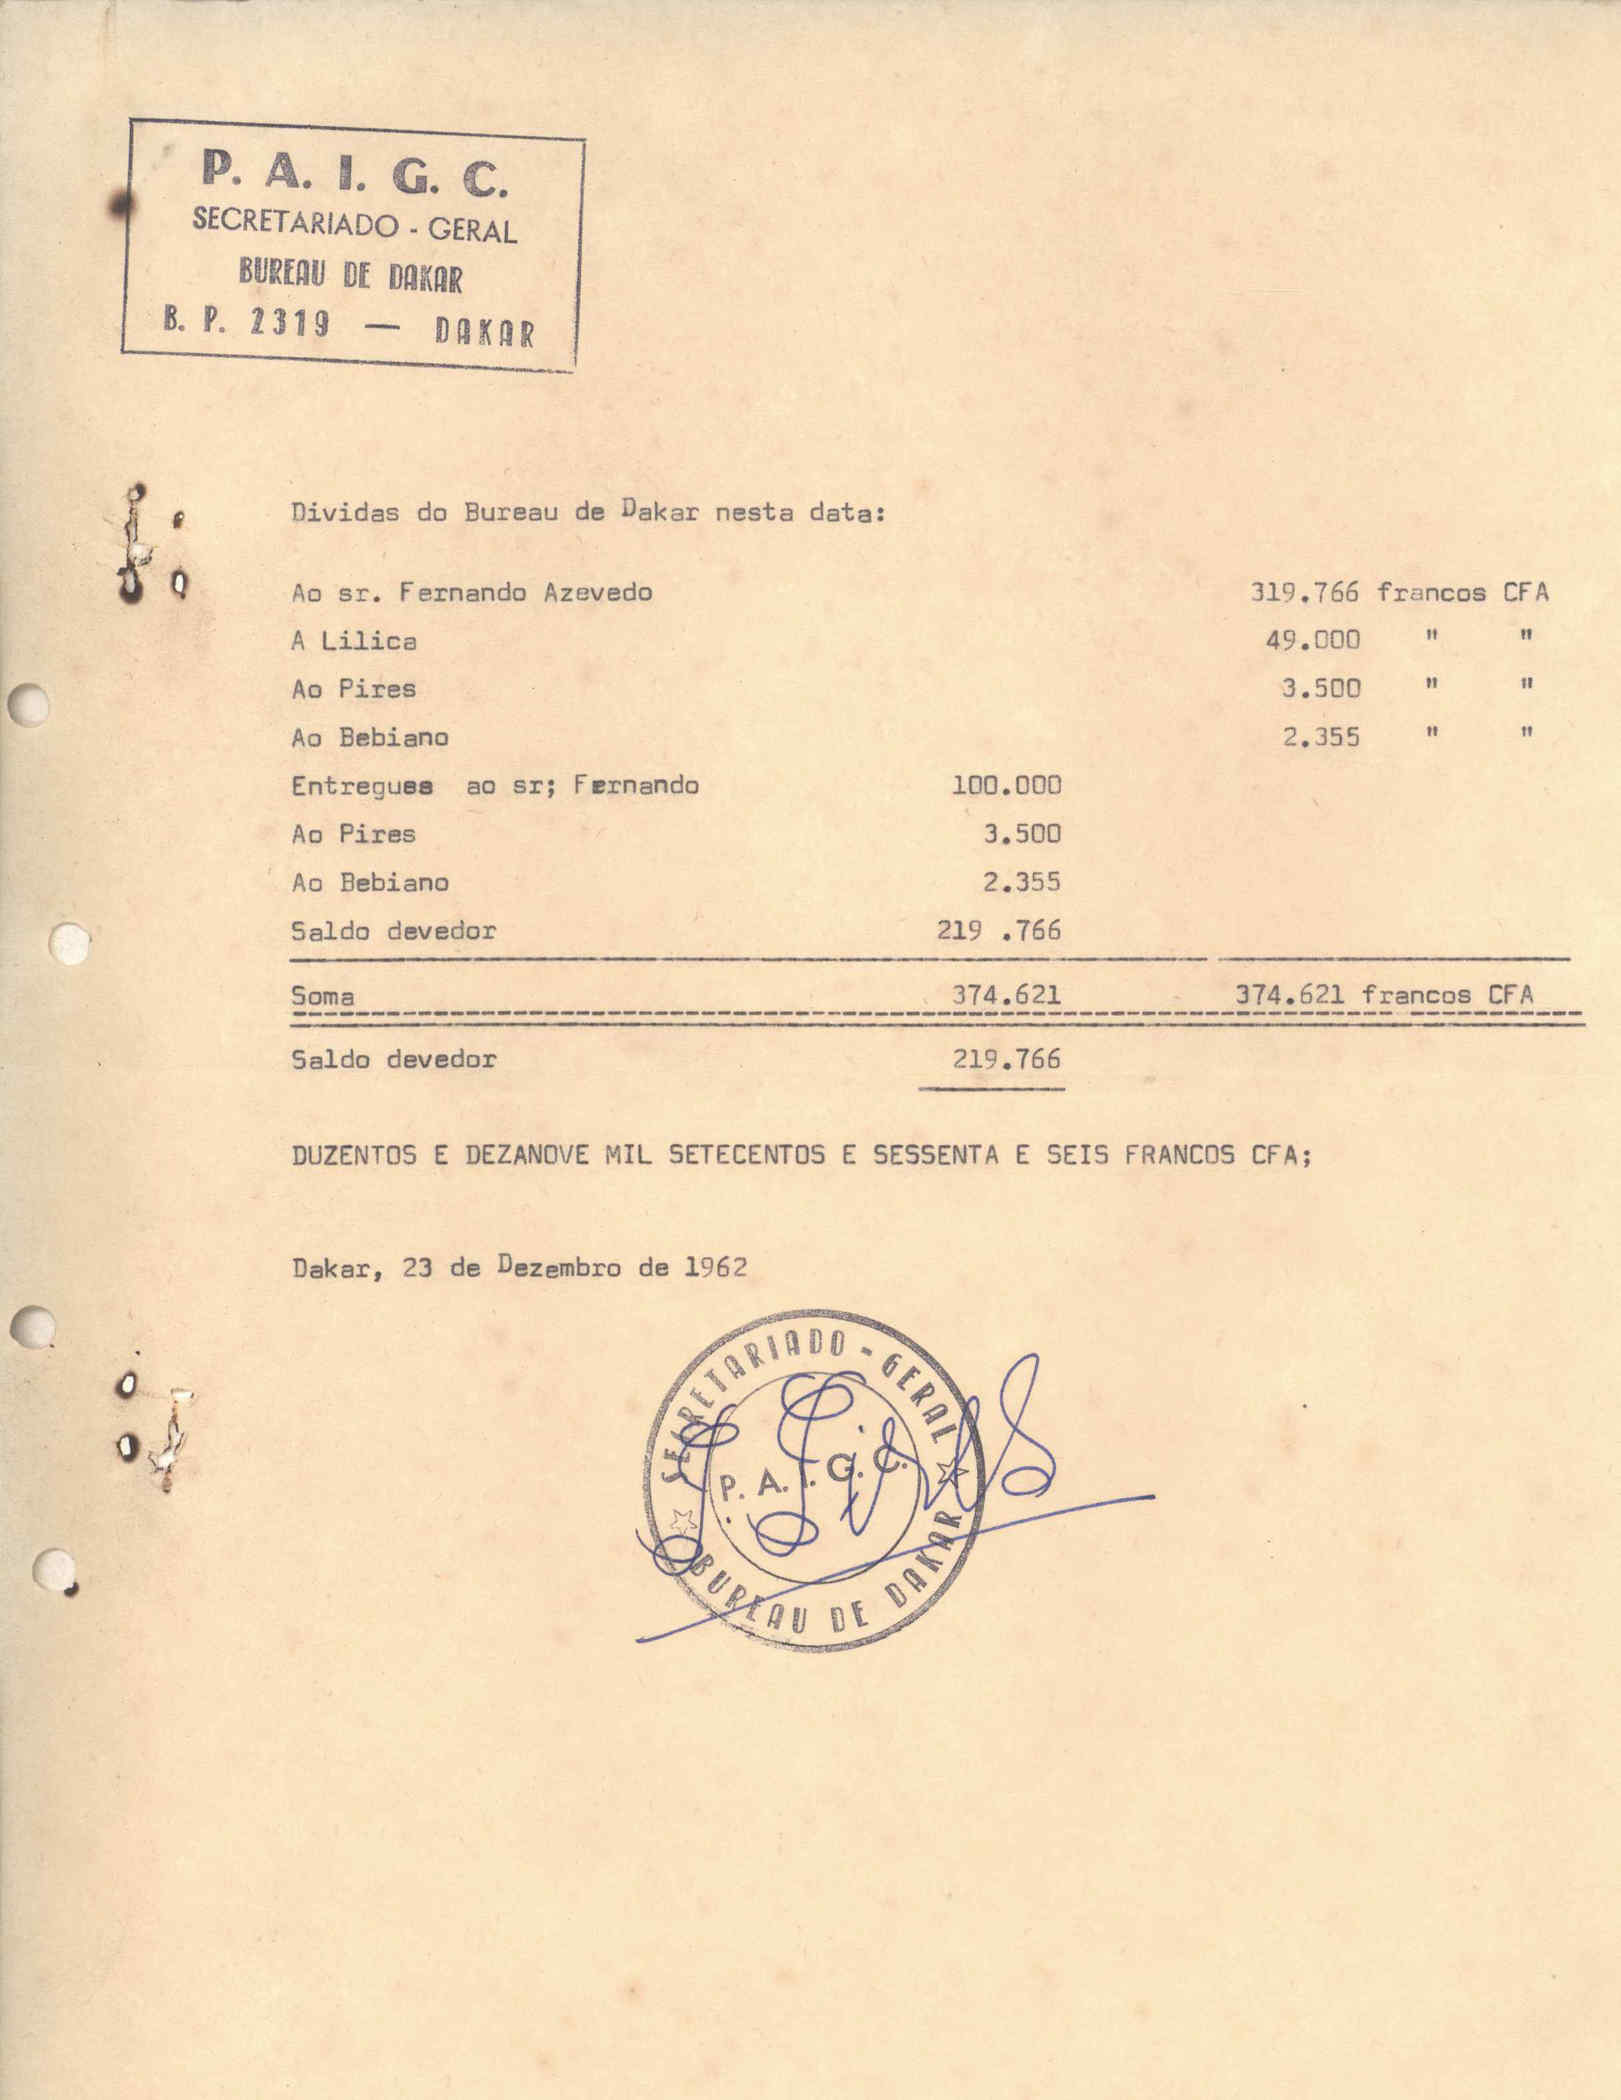 P. A. I. G. C.
SECRETARIADO - GERAL
BUREAU DE DAKAR
B. P. 2319 — DAKAR
Dividas do Bureau de Dakar nesta data:
Ao sr. Fernando Azevedo 319.766 francos CFA
A Lilica 49.000 " "
Ao Pires 3.500 " "
Ao Bebiano 2.355 " "
Entregues ao sr; Fernando 100.000
Ao Pires 3.500
Ao Bebiano 2.355
Saldo devedor 219 .766
Soma 374.621 374.621 francos CFA
Saldo devedor 219.766
DUZENTOS E DEZANOVE MIL SETECENTOS E SESSENTA E SEIS FRANCOS CFA;
Dakar, 23 de Dezembro de 1962
SECRETARIADO - GERAL
P. A. I. G. C.
BUREAU DE DAKAR